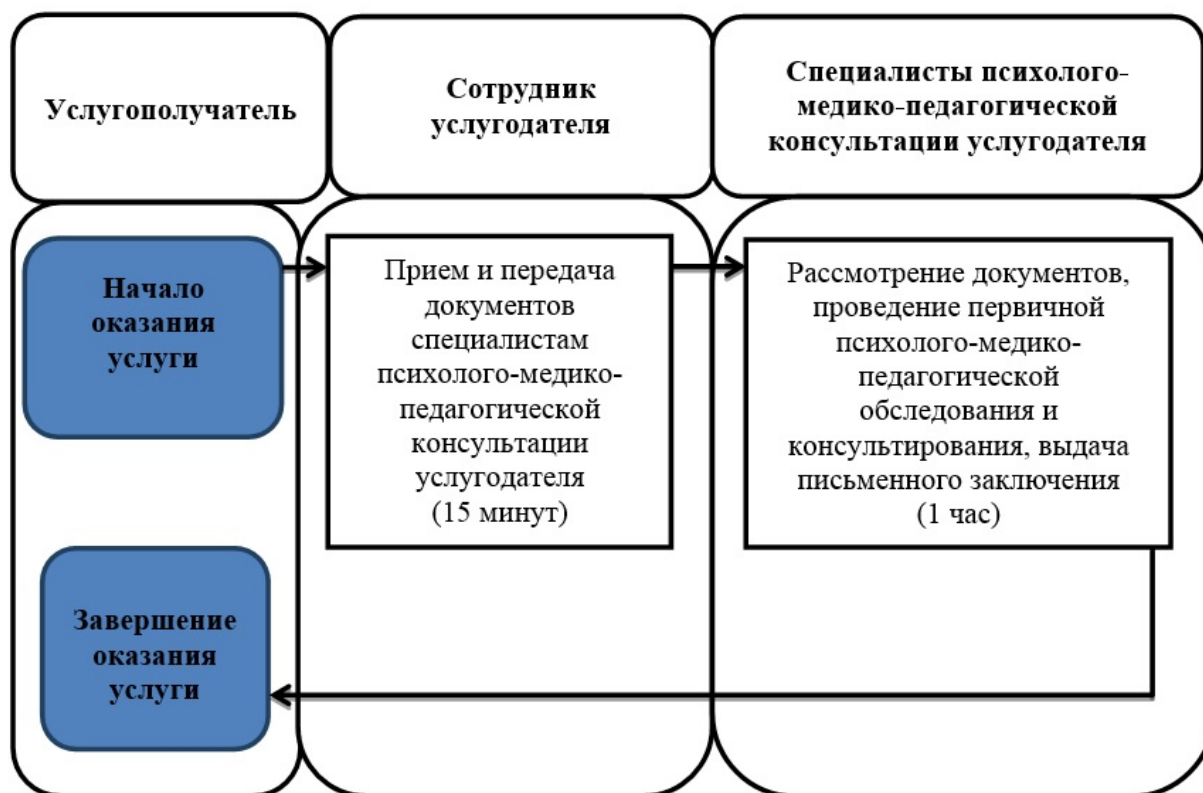 Услугополучатель
Сотрудник
услугодателя
Специалисты психолого-
медико-педагогической
консультации услугодателя
Начало
оказания
услуги
Прием и передача
документов
специалистам
психолого-медико-
педагогической
консультации
услугодателя
(15 минут)
Рассмотрение документов,
проведение первичной
психолого-медико-
педагогической
обследования и
консультирования, выдача
письменного заключения
(1 час)
Завершение
оказания
услуги